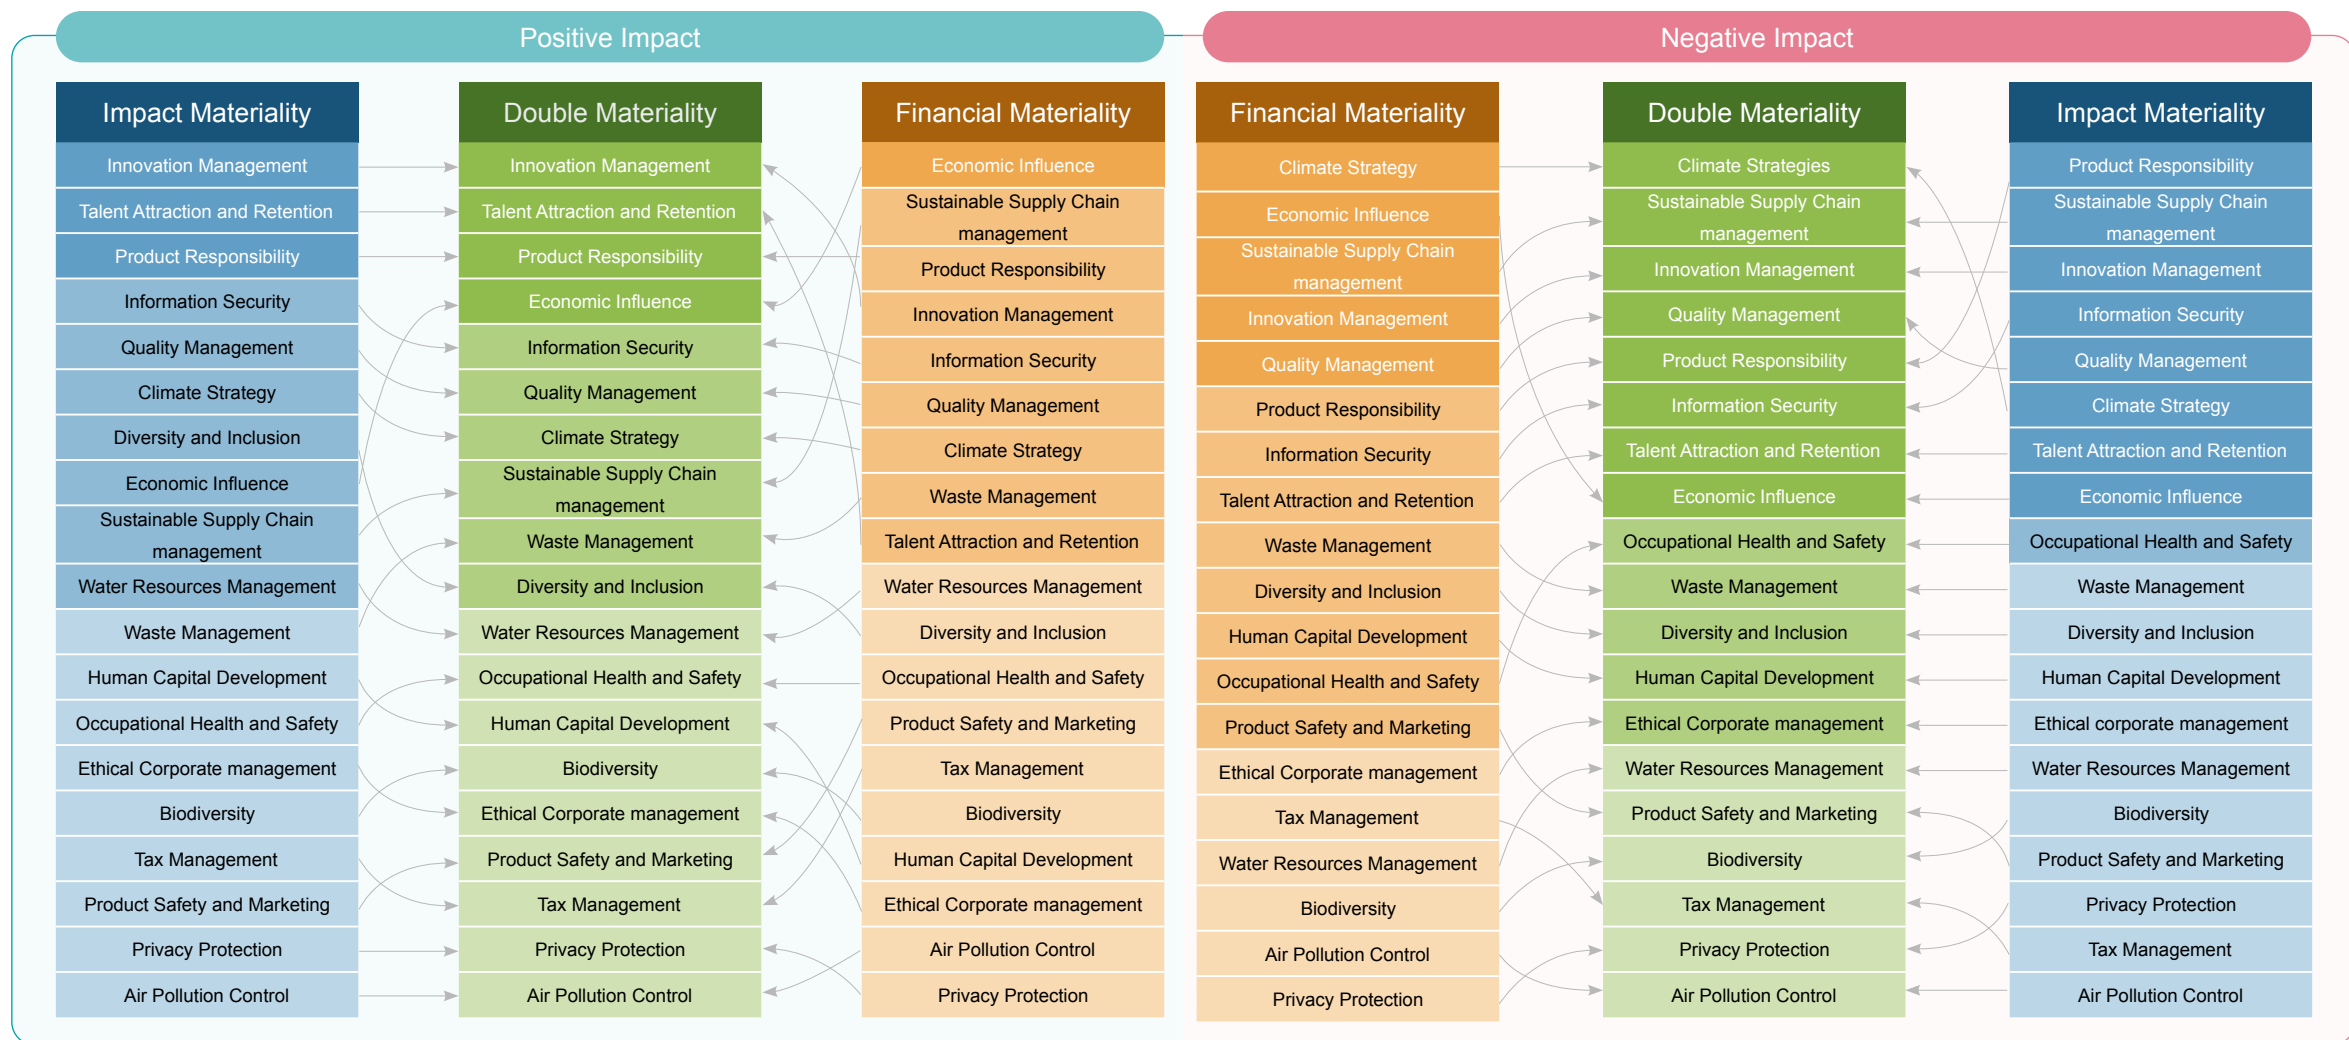 Positive Impact
Impact Materiality
Innovation Management
Talent Attraction and Retention
Product Responsibility
Information Security
Quality Management
Climate Strategy
Diversity and Inclusion
Economic Influence
Sustainable Supply Chain
management
Water Resources Management
Waste Management
Human Capital Development
Occupational Health and Safety
Ethical Corporate management
Biodiversity
Tax Management
Product Safety and Marketing
Privacy Protection
Air Pollution Control
Double Materiality
Innovation Management
Talent Attraction and Retention
Product Responsibility
Economic Influence
Information Security
Quality Management
Climate Strategy
Sustainable Supply Chain
management
Waste Management
Diversity and Inclusion
Water Resources Management
Occupational Health and Safety
Human Capital Development
Biodiversity
Ethical Corporate management
Product Safety and Marketing
Tax Management
Privacy Protection
Air Pollution Control
Financial Materiality
Economic Influence
Sustainable Supply Chain
management
Product Responsibility
Innovation Management
Information Security
Quality Management
Climate Strategy
Waste Management
Talent Attraction and Retention
Water Resources Management
Diversity and Inclusion
Occupational Health and Safety
Product Safety and Marketing
Tax Management
Biodiversity
Human Capital Development
Ethical Corporate management
Air Pollution Control
Privacy Protection
Negative Impact
Financial Materiality
Climate Strategy
Economic Influence
Sustainable Supply Chain
management
Innovation Management
Quality Management
Product Responsibility
Information Security
Talent Attraction and Retention
Waste Management
Diversity and Inclusion
Human Capital Development
Occupational Health and Safety
Product Safety and Marketing
Ethical Corporate management
Tax Management
Water Resources Management
Biodiversity
Air Pollution Control
Privacy Protection
Double Materiality
Climate Strategies
Sustainable Supply Chain
management
Innovation Management
Quality Management
Product Responsibility
Information Security
Talent Attraction and Retention
Economic Influence
Occupational Health and Safety
Waste Management
Diversity and Inclusion
Human Capital Development
Ethical Corporate management
Water Resources Management
Product Safety and Marketing
Biodiversity
Tax Management
Privacy Protection
Air Pollution Control
Impact Materiality
Product Responsibility
Sustainable Supply Chain
management
Innovation Management
Information Security
Quality Management
Climate Strategy
Talent Attraction and Retention
Economic Influence
Occupational Health and Safety
Waste Management
Diversity and Inclusion
Human Capital Development
Ethical corporate management
Water Resources Management
Biodiversity
Product Safety and Marketing
Privacy Protection
Tax Management
Air Pollution Control